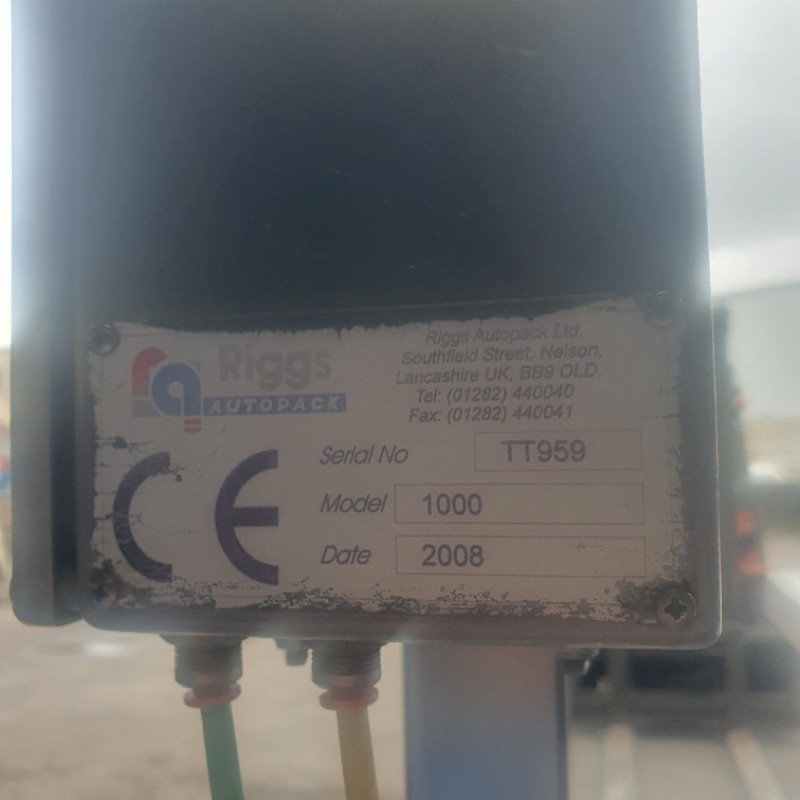 rq Riggs
AUTOPACK
Riggs Autopack Ltd.
Southfield Street, Nelson,
Lancashire UK, BB9 OLD.
Tel: (01282) 440040
Fax: (01282) 440041
CE
Serial No TT959
Model 1000
Date 2008